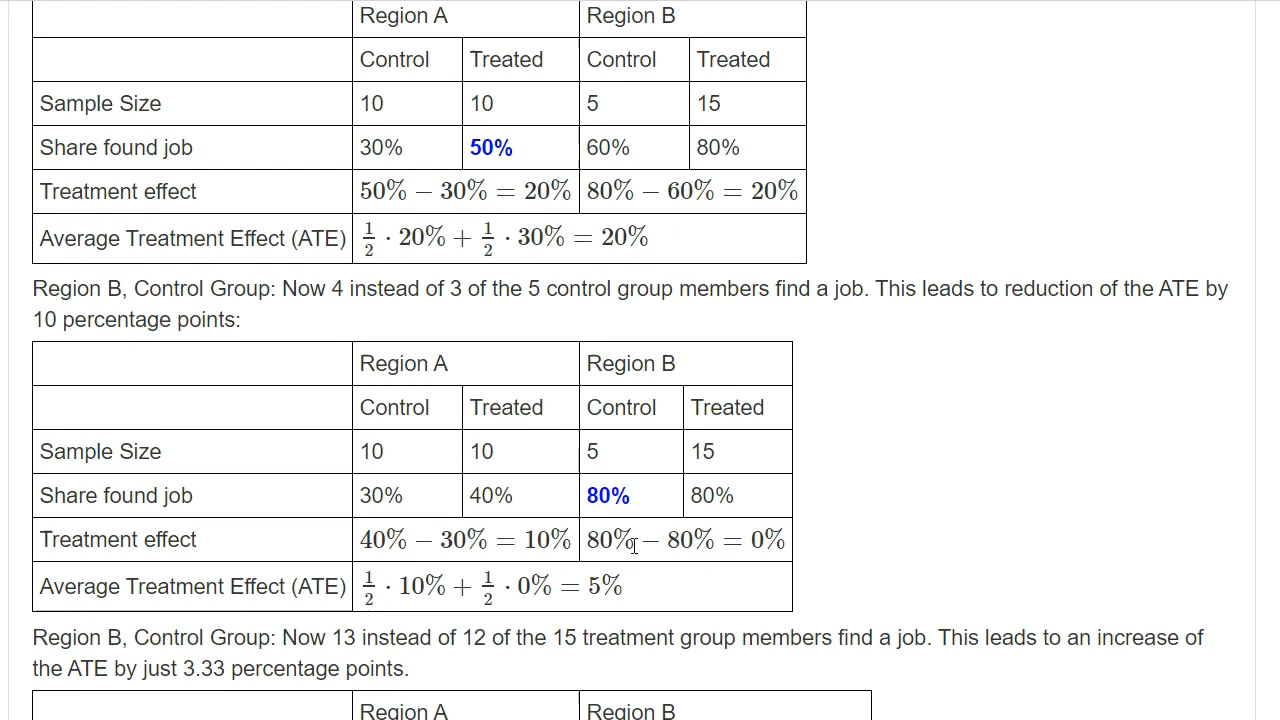 Region A Region B
Control Treated Control Treated
Sample Size 10 10 5 15
Share found job 30% 50% 60% 80%
Treatment effect 50% − 30% = 20% 80% − 60% = 20%
Average Treatment Effect (ATE) 1/2 · 20% + 1/2 · 30% = 20%
Region B, Control Group: Now 4 instead of 3 of the 5 control group members find a job. This leads to reduction of the ATE by
10 percentage points:
Region A Region B
Control Treated Control Treated
Sample Size 10 10 5 15
Share found job 30% 40% 80% 80%
Treatment effect 40% − 30% = 10% 80% − 80% = 0%
Average Treatment Effect (ATE) 1/2 · 10% + 1/2 · 0% = 5%
Region B, Control Group: Now 13 instead of 12 of the 15 treatment group members find a job. This leads to an increase of
the ATE by just 3.33 percentage points.
Region A Region B